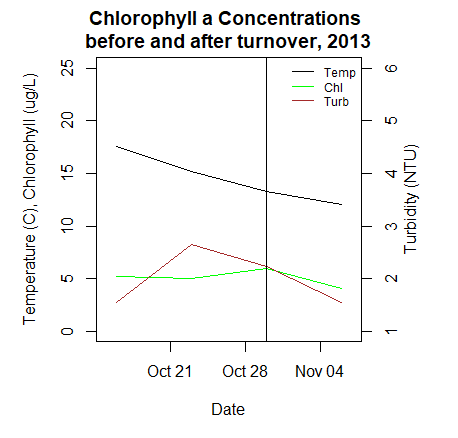 Chlorophyll a Concentrations
before and after turnover, 2013
Temperature (C), Chlorophyll (ug/L)
25
20
15
10
5
0
Temp
Chl
Turb
6
5
4
3
2
1
Turbidity (NTU)
Oct 21 Oct 28 Nov 04
Date